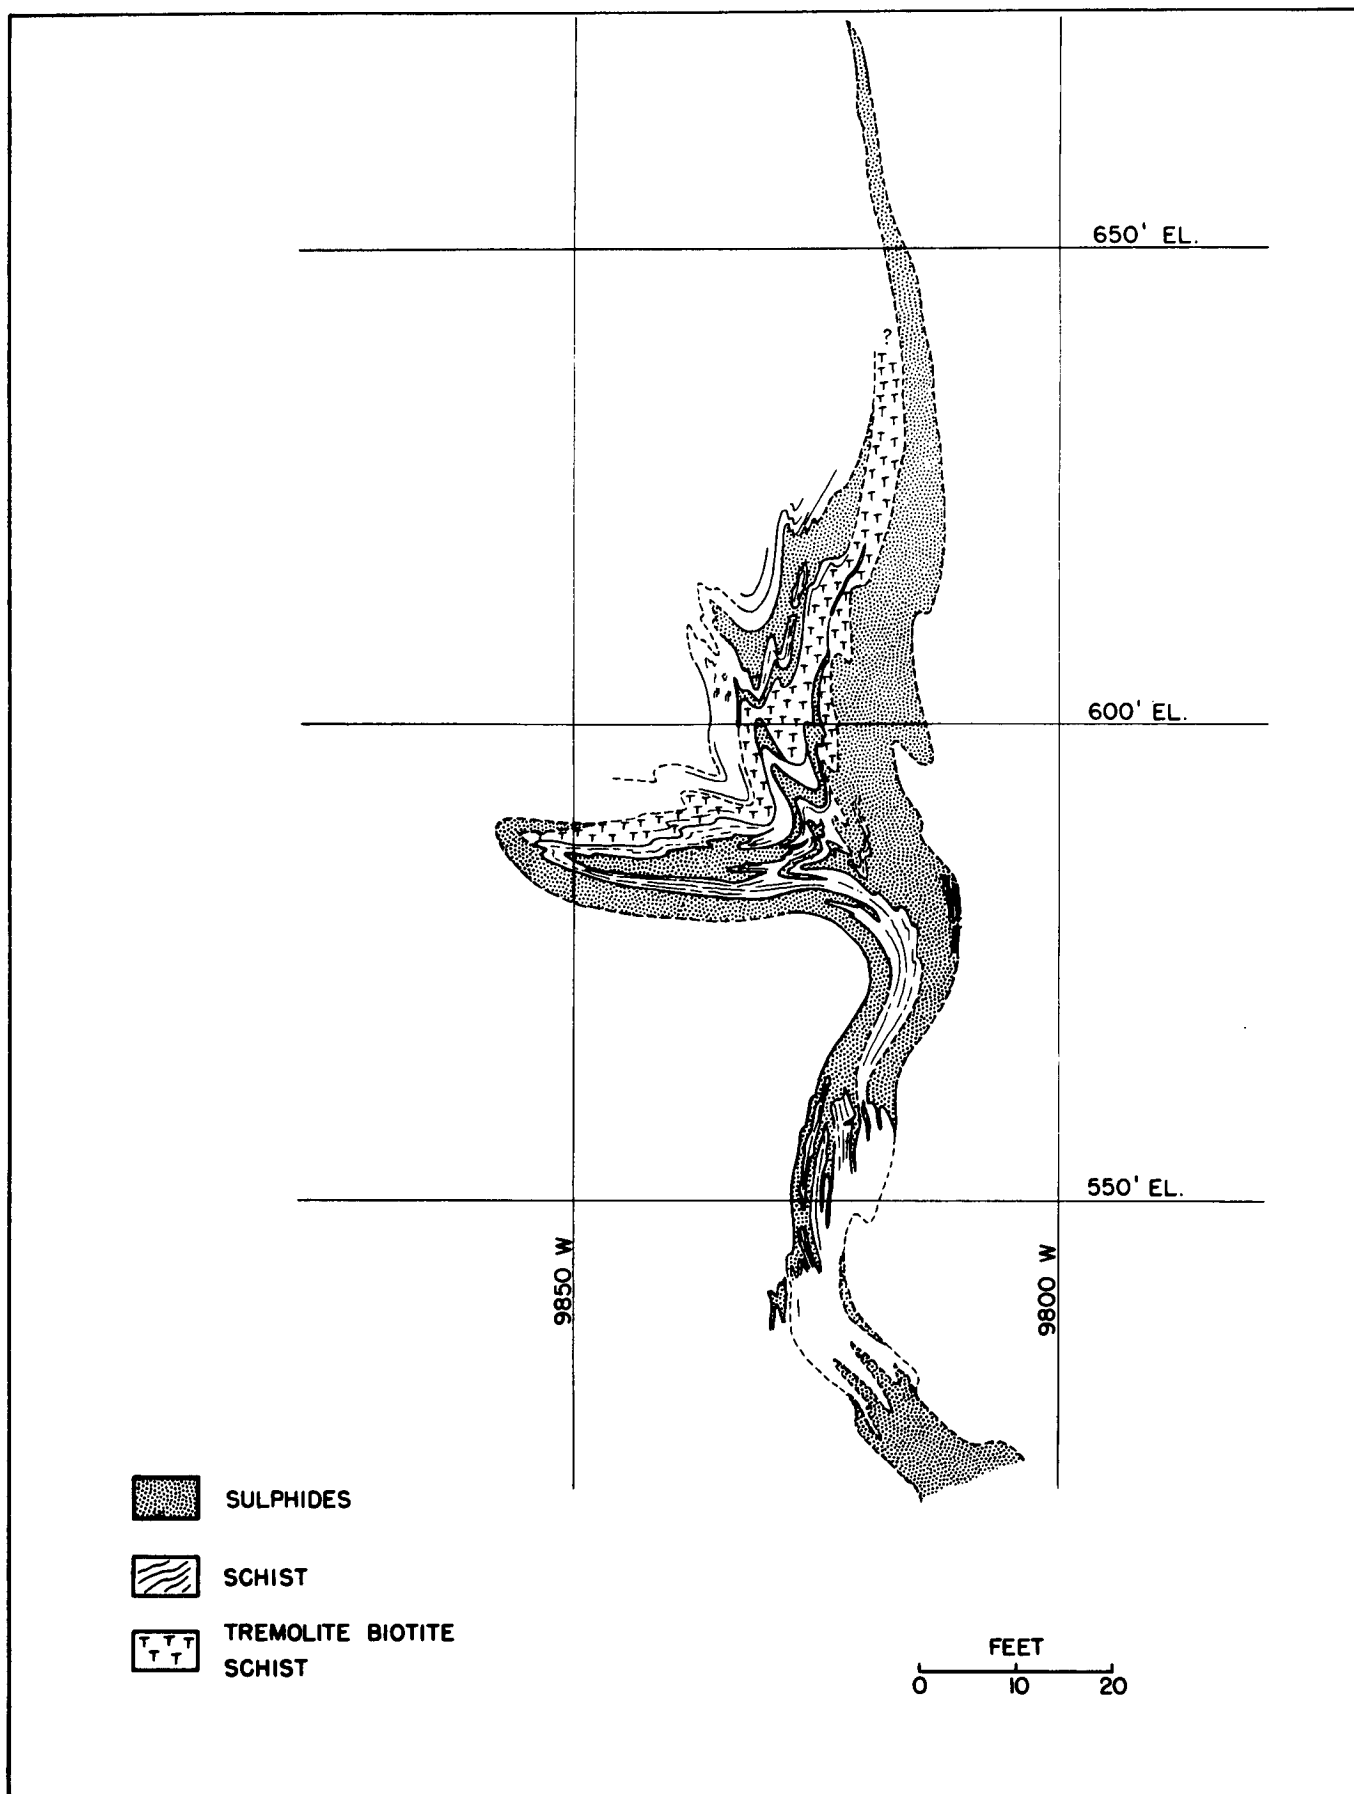 650' EL.
?
600' EL.
550' EL.
9850 W
9800 W
SULPHIDES
SCHIST
TREMOLITE BIOTITE
SCHIST
FEET
0 10 20